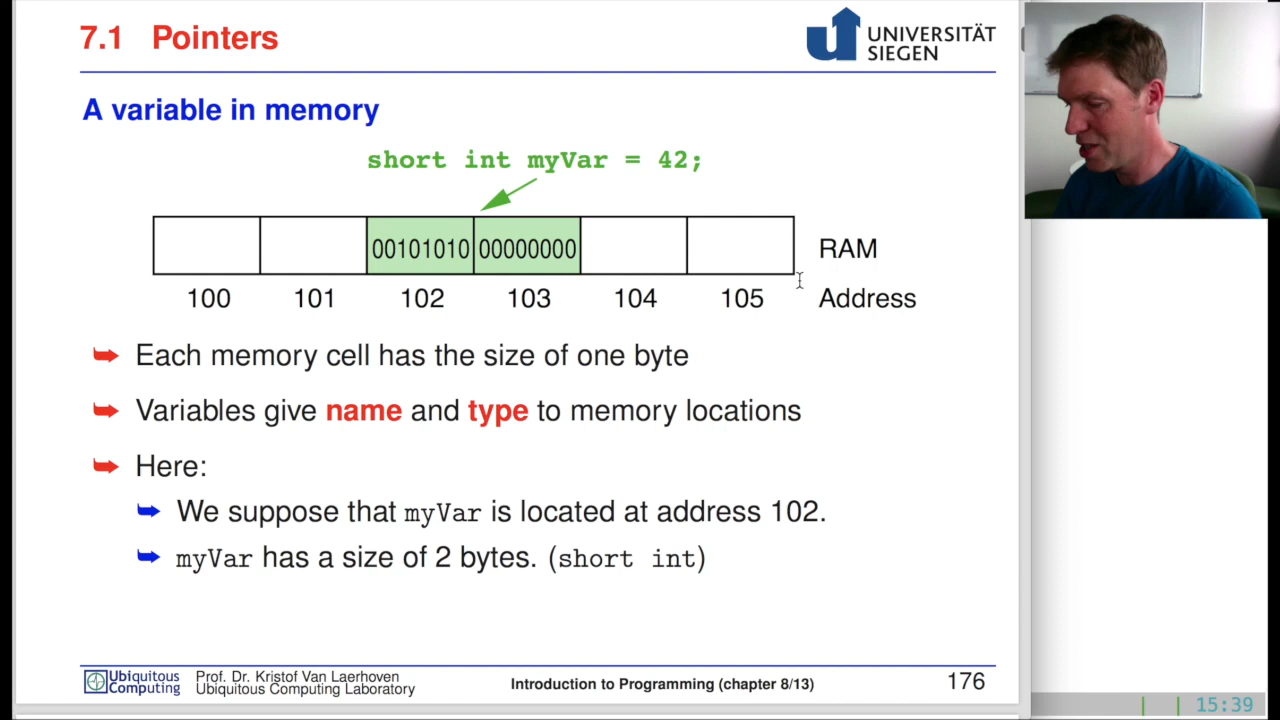 7.1 Pointers
UNIVERSITÄT
SIEGEN
A variable in memory
short int myVar = 42;
00101010 00000000 RAM
100 101 102 103 104 105 Address
Each memory cell has the size of one byte
Variables give name and type to memory locations
Here:
We suppose that myVar is located at address 102.
myVar has a size of 2 bytes. (short int)
Ubiquitous
Computing
Prof. Dr. Kristof Van Laerhoven
Ubiquitous Computing Laboratory
Introduction to Programming (chapter 8/13)
176
15:39